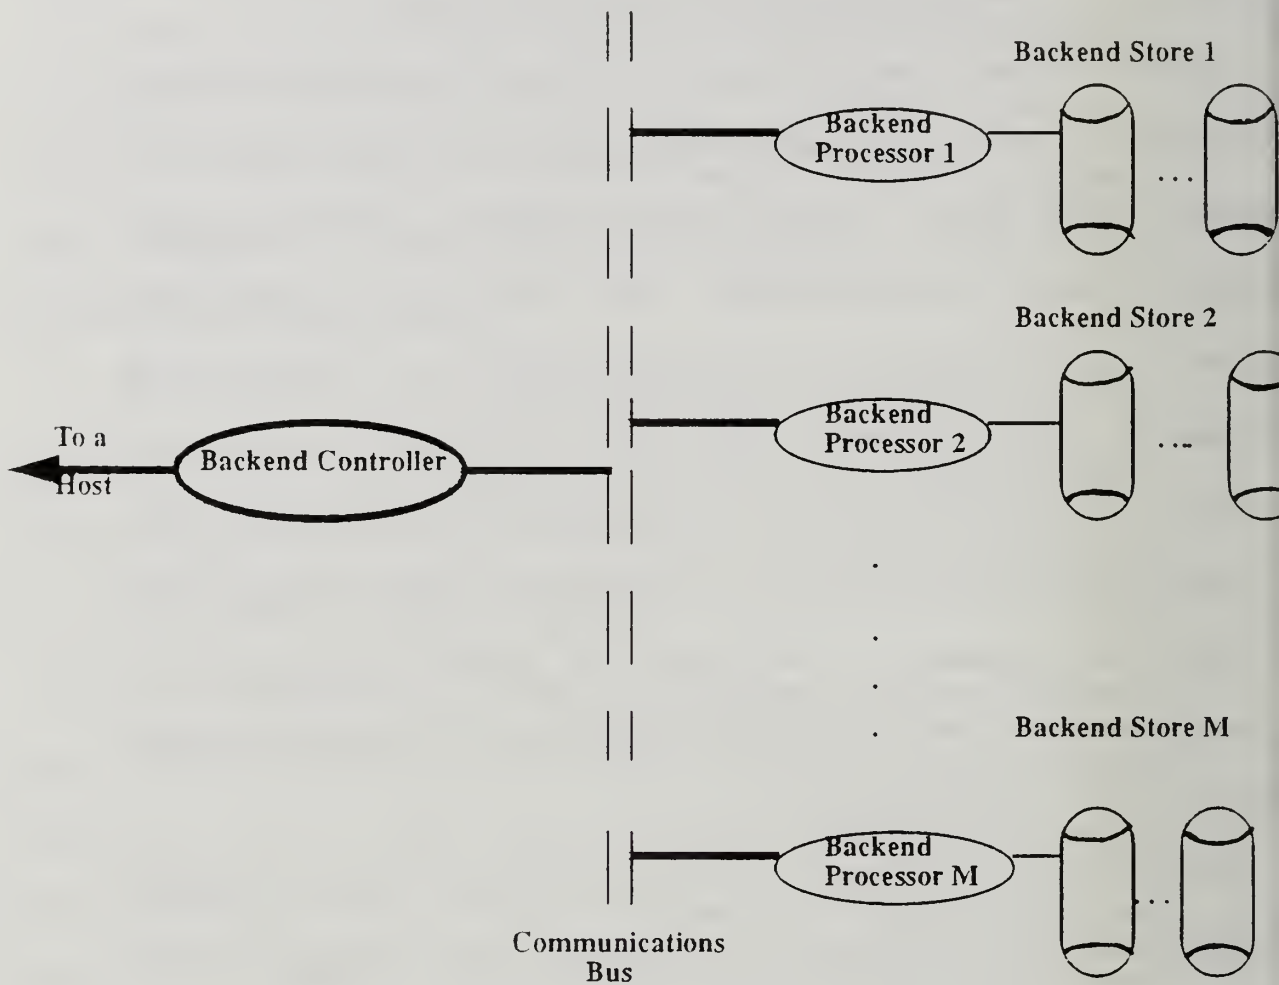 Backend Store 1
Backend
Processor 1
...
Backend Store 2
To a
Host
Backend Controller
Backend
Processor 2
...
Backend Store M
Backend
Processor M
...
Communications
Bus